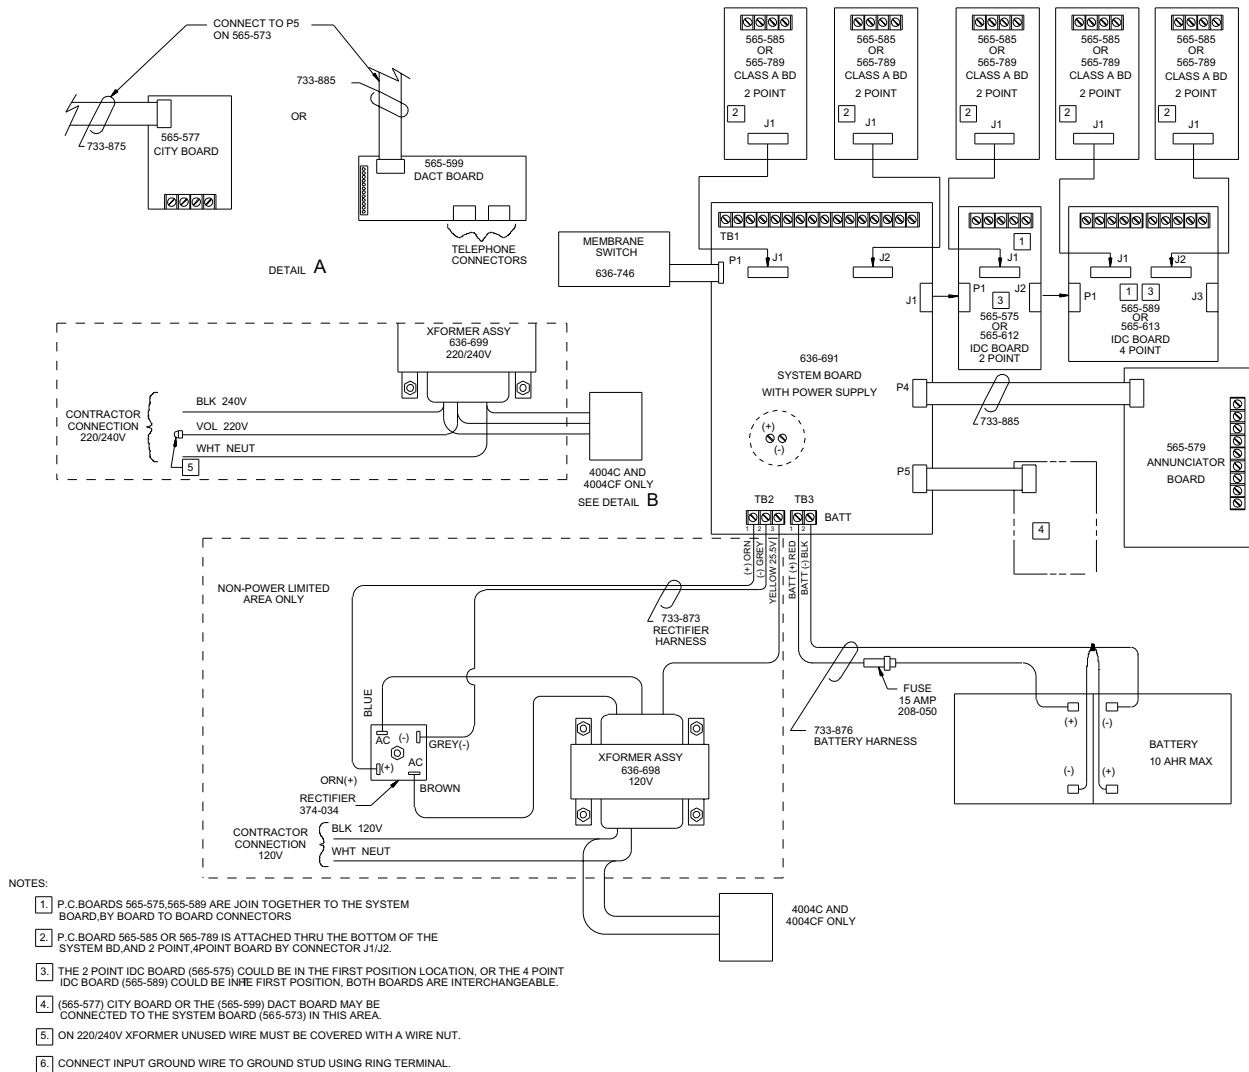 CONNECT TO P5
ON 565-573
733-885
OR
733-875
565-577
CITY BOARD
565-599
DACT BOARD
TELEPHONE
CONNECTORS
DETAIL A
565-585
OR
565-789
CLASS A BD
2 POINT
2
J1
565-585
OR
565-789
CLASS A BD
2 POINT
2
J1
565-585
OR
565-789
CLASS A BD
2 POINT
2
J1
565-585
OR
565-789
CLASS A BD
2 POINT
2
J1
565-585
OR
565-789
CLASS A BD
2 POINT
2
J1
MEMBRANE
SWITCH
636-746
TB1
P1
J1
J2
J1
636-691
SYSTEM BOARD
WITH POWER SUPPLY
(+)
(-)
P4
P5
TB2
TB3
BATT
1
2
3
1
2
1
J1
P1
J2
3
565-575
OR
565-612
IDC BOARD
2 POINT
J1
J2
P1
1
3
J3
565-589
OR
565-613
IDC BOARD
4 POINT
733-885
565-579
ANNUNCIATOR
BOARD
4
XFORMER ASSY
636-699
220/240V
CONTRACTOR
CONNECTION
220/240V
BLK 240V
VOL 220V
WHT NEUT
5
4004C AND
4004CF ONLY
SEE DETAIL B
NON-POWER LIMITED
AREA ONLY
(+) ORN
(-) GREY
YELLOW 25.5V
BATT (+) RED
BATT (-) BLK
733-873
RECTIFIER
HARNESS
BLUE
AC
(-)
GREY(-)
AC
(+)
ORN(+)
BROWN
RECTIFIER
374-034
XFORMER ASSY
636-698
120V
CONTRACTOR
CONNECTION
120V
BLK 120V
WHT NEUT
4004C AND
4004CF ONLY
FUSE
15 AMP
208-050
733-876
BATTERY HARNESS
(+)
(-)
(-)
(+)
BATTERY
10 AHR MAX
NOTES:
1. P.C.BOARDS 565-575,565-589 ARE JOIN TOGETHER TO THE SYSTEM
BOARD,BY BOARD TO BOARD CONNECTORS
2. P.C.BOARD 565-585 OR 565-789 IS ATTACHED THRU THE BOTTOM OF THE
SYSTEM BD,AND 2 POINT,4POINT BOARD BY CONNECTOR J1/J2.
3. THE 2 POINT IDC BOARD (565-575) COULD BE IN THE FIRST POSITION LOCATION, OR THE 4 POINT
IDC BOARD (565-589) COULD BE IN THE FIRST POSITION, BOTH BOARDS ARE INTERCHANGEABLE.
4. (565-577) CITY BOARD OR THE (565-599) DACT BOARD MAY BE
CONNECTED TO THE SYSTEM BOARD (565-573) IN THIS AREA.
5. ON 220/240V XFORMER UNUSED WIRE MUST BE COVERED WITH A WIRE NUT.
6. CONNECT INPUT GROUND WIRE TO GROUND STUD USING RING TERMINAL.